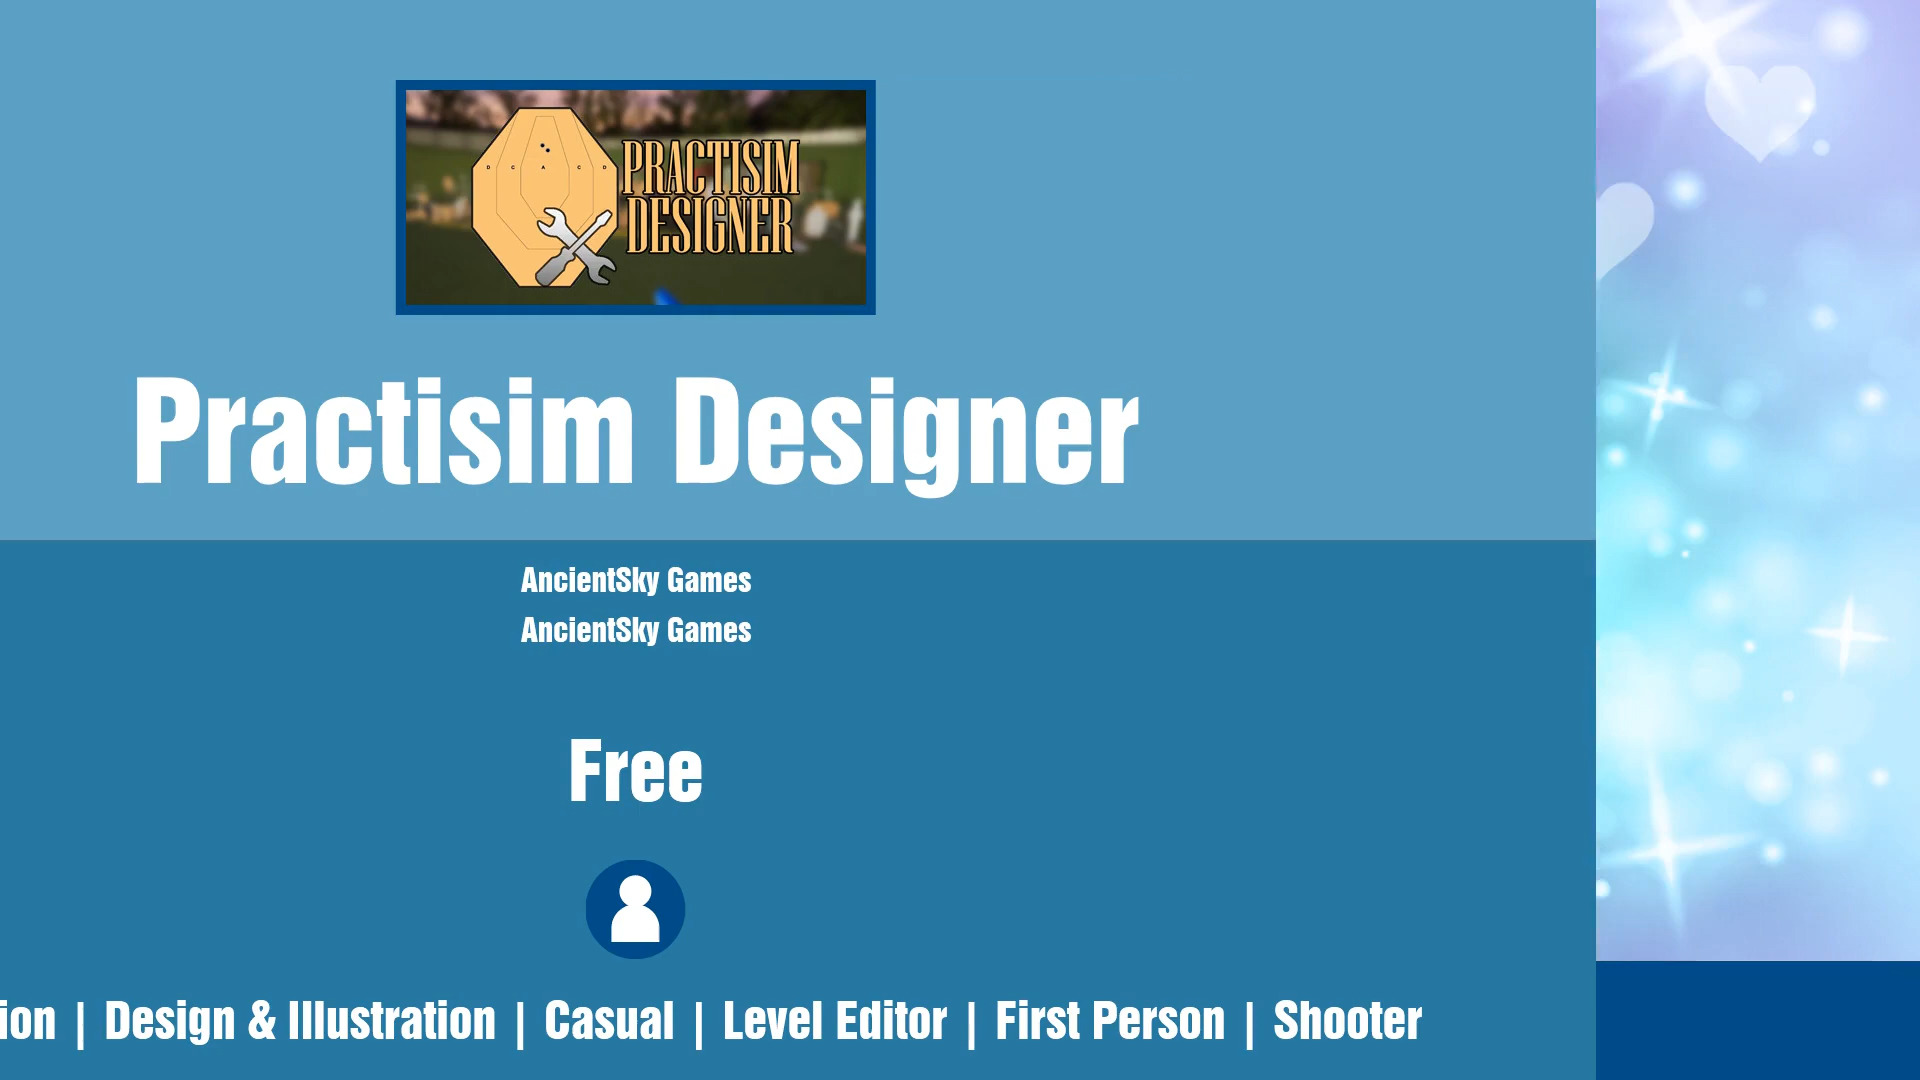 D C A C D
PRACTISIM
DESIGNER
Practisim Designer
AncientSky Games
AncientSky Games
Free
ion | Design & Illustration | Casual | Level Editor | First Person | Shooter